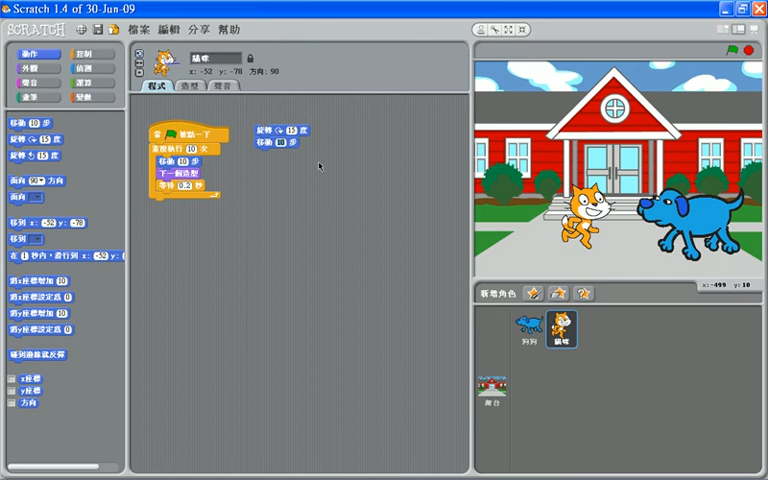 Scratch 1.4 of 30-Jun-09
SCRATCH 檔案 編輯 分享 幫助
動作 控制
外觀 偵測
聲音 運算
畫筆 變數
移動 10 步
旋轉 15 度
旋轉 15 度
面向 90 方向
面向
移到 x: -52 y: -78
移到
在 1 秒內,滑行到 x: -52 y:
將x座標增加 10
將x座標設定為 0
將y座標增加 10
將y座標設定為 0
碰到邊緣就反彈
x座標
y座標
方向
貓咪
x: -52 y: -78 方向: 90
程式 造型 聲音
當 被點一下
重複執行 10 次
移動 10 步
下一個造型
等待 0.2 秒
旋轉 15 度
移動 10 步
x: -499 y: 10
新增角色
狗狗 貓咪
舞台